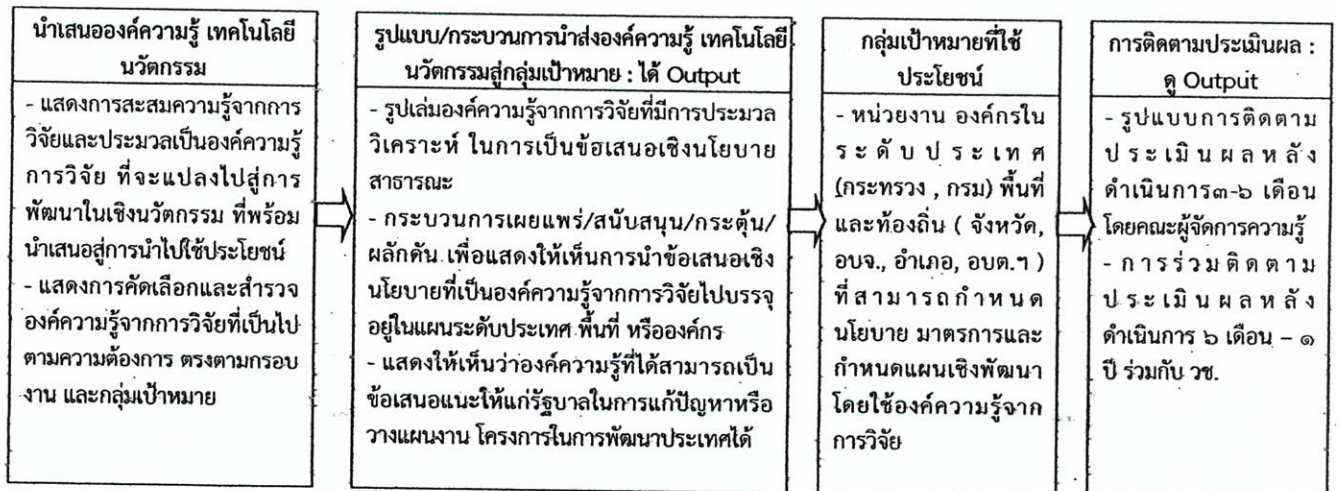 นำเสนอองค์ความรู้ เทคโนโลยี
นวัตกรรม
- แสดงการสะสมความรู้จากการ
วิจัยและประมวลเป็นองค์ความรู้
การวิจัย ที่จะแปลงไปสู่การ
พัฒนาในเชิงนวัตกรรม ที่พร้อม
นำเสนอสู่การนำไปใช้ประโยชน์
- แสดงการคัดเลือกและสำรวจ
องค์ความรู้จากการวิจัยที่เป็นไป
ตามความต้องการ ตรงตามกรอบ
งาน และกลุ่มเป้าหมาย
รูปแบบ/กระบวนการนำส่งองค์ความรู้ เทคโนโลยี
นวัตกรรมสู่กลุ่มเป้าหมาย : ได้ Output
- รูปเล่มองค์ความรู้จากการวิจัยที่มีการประมวล
วิเคราะห์ ในการเป็นข้อเสนอเชิงนโยบาย
สาธารณะ
- กระบวนการเผยแพร่/สนับสนุน/กระตุ้น/
ผลักดัน เพื่อแสดงให้เห็นการนำข้อเสนอเชิง
นโยบายที่เป็นองค์ความรู้จากการวิจัยไปบรรจุ
อยู่ในแผนระดับประเทศ พื้นที่ หรือองค์กร
- แสดงให้เห็นว่าองค์ความรู้ที่ได้สามารถเป็น
ข้อเสนอแนะให้แก่รัฐบาลในการแก้ปัญหาหรือ
วางแผนงาน โครงการในการพัฒนาประเทศได้
กลุ่มเป้าหมายที่ใช้
ประโยชน์
- หน่วยงาน องค์กรใน
ระดับประเทศ
(กระทรวง , กรม) พื้นที่
และท้องถิ่น ( จังหวัด,
อบจ., อำเภอ, อบต.ฯ )
ที่สามารถกำหนด
นโยบาย มาตรการและ
กำหนดแผนเชิงพัฒนา
โดยใช้องค์ความรู้จาก
การวิจัย
การติดตามประเมินผล :
ดู Output
- รูปแบบการติดตาม
ประเมินผลหลัง
ดำเนินการ๓-๖ เดือน
โดยคณะผู้จัดการความรู้
- การร่วมติดตาม
ประเมินผลหลัง
ดำเนินการ ๖ เดือน – ๑
ปี ร่วมกับ วช.